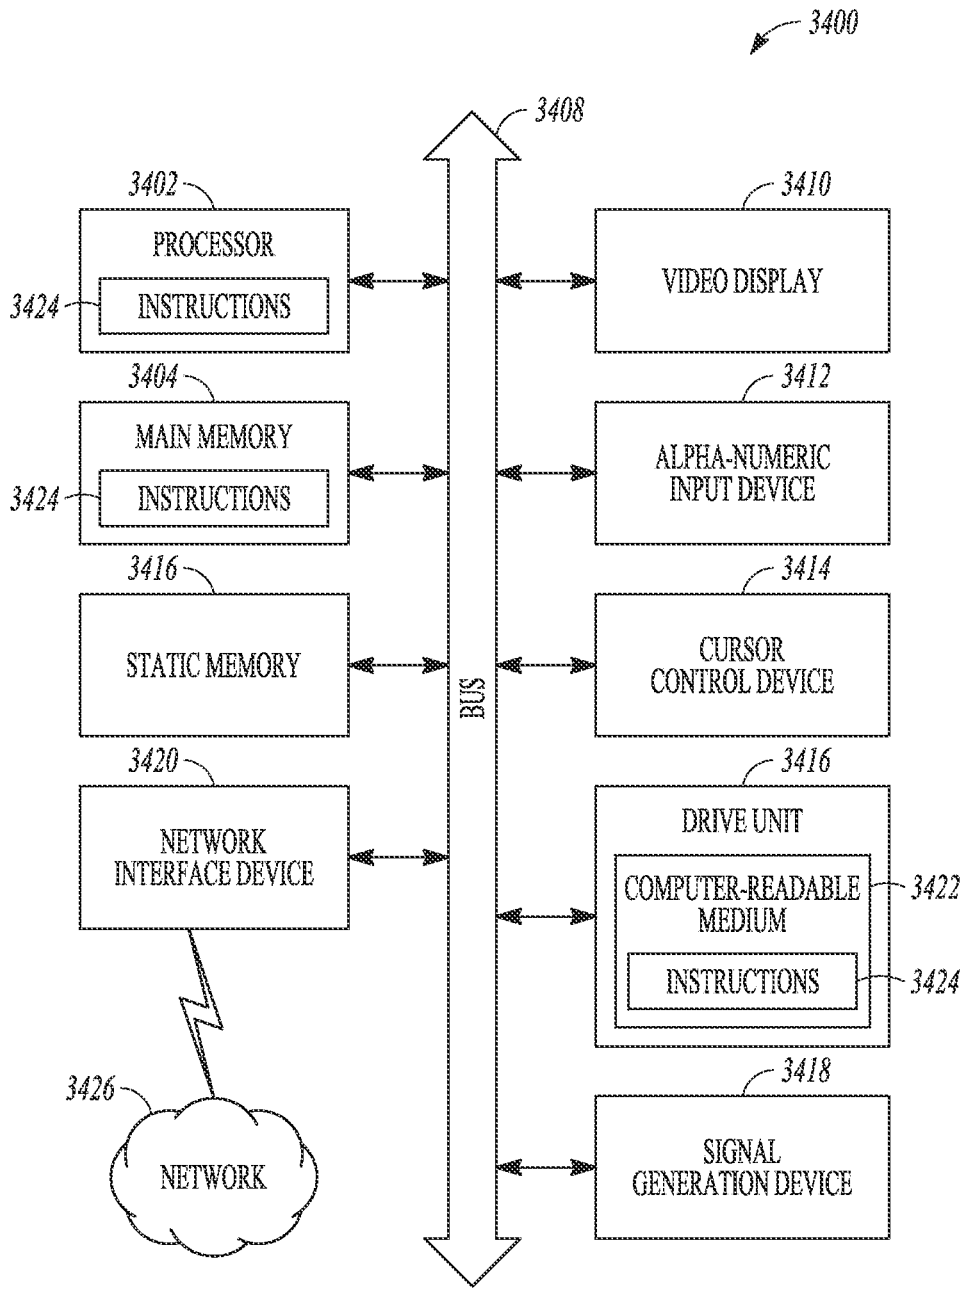 3400
3408
3402
PROCESSOR
3424
INSTRUCTIONS
3404
MAIN MEMORY
3424
INSTRUCTIONS
3416
STATIC MEMORY
3420
NETWORK
INTERFACE DEVICE
3426
NETWORK
BUS
3410
VIDEO DISPLAY
3412
ALPHA-NUMERIC
INPUT DEVICE
3414
CURSOR
CONTROL DEVICE
3416
DRIVE UNIT
COMPUTER-READABLE
MEDIUM
3422
INSTRUCTIONS
3424
3418
SIGNAL
GENERATION DEVICE